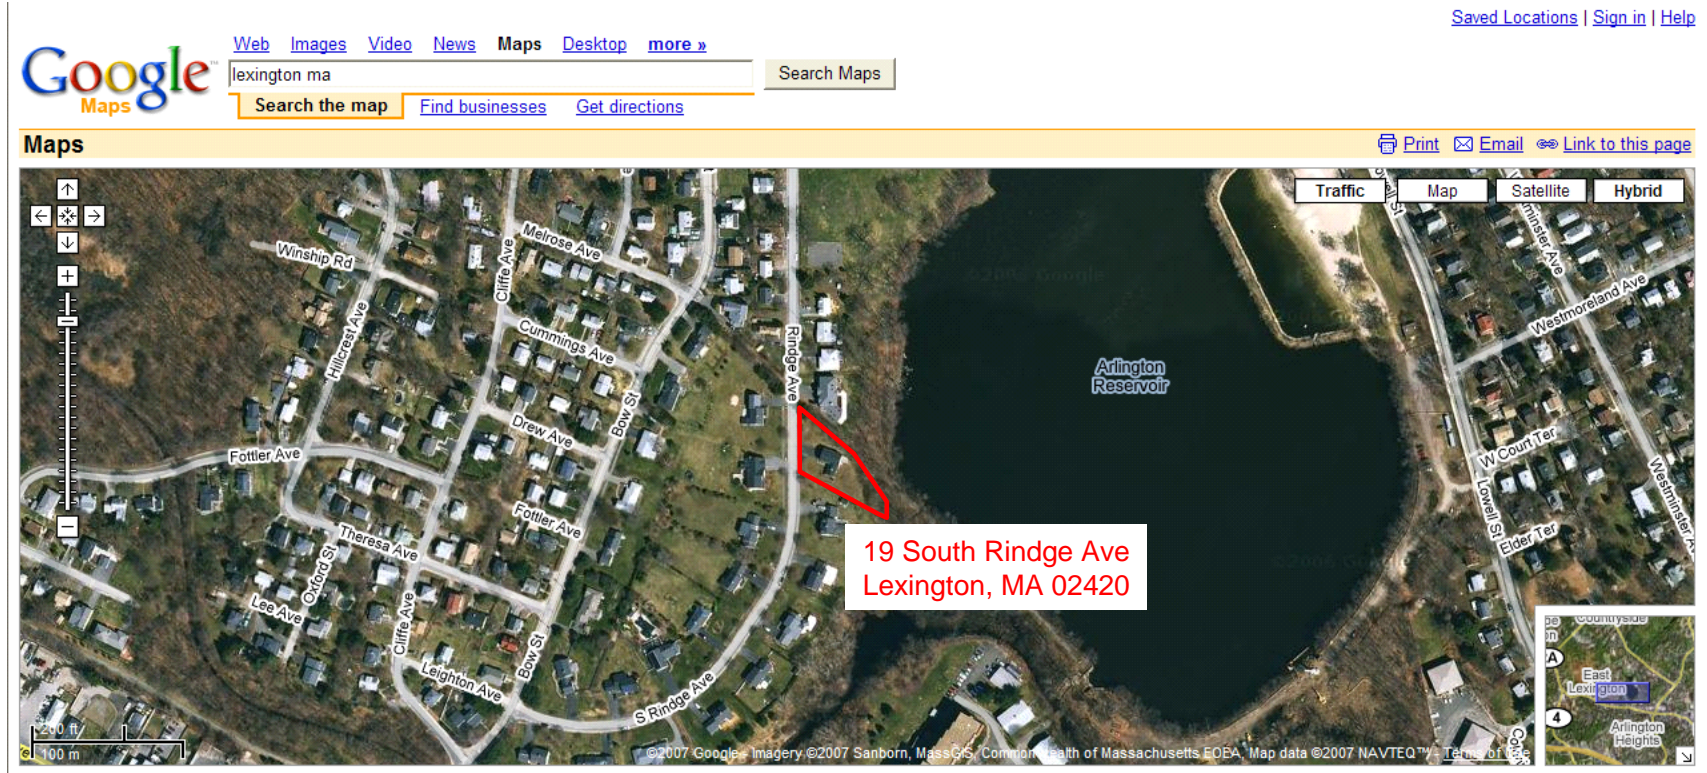 Saved Locations | Sign in | Help
Google™
Maps
Web Images Video News Maps Desktop more »
lexington ma
Search Maps
Search the map Find businesses Get directions
Maps
Print Email Link to this page
Traffic Map Satellite Hybrid
Winship Rd
Melrose Ave
Cliffe Ave
Hillcrest Ave
Cummings Ave
Rindge Ave
Arlington
Reservoir
Westmoreland Ave
Drew Ave
Bow St
Fottler Ave
W Court Ter
Lowell St
Westminster A
Elder Ter
Fottler Ave
Theresa Ave
Oxford St
Lee Ave
Cliffe Ave
Bow St
Leighton Ave
S Rindge Ave
19 South Rindge Ave
Lexington, MA 02420
©2006 Google
Countryside
A
East
Lexington
4
Arlington
Heights
200 ft
100 m
©2007 Google - Imagery ©2007 Sanborn, MassGIS, Commonwealth of Massachusetts EOEA, Map data ©2007 NAVTEQ™ - Terms of Use